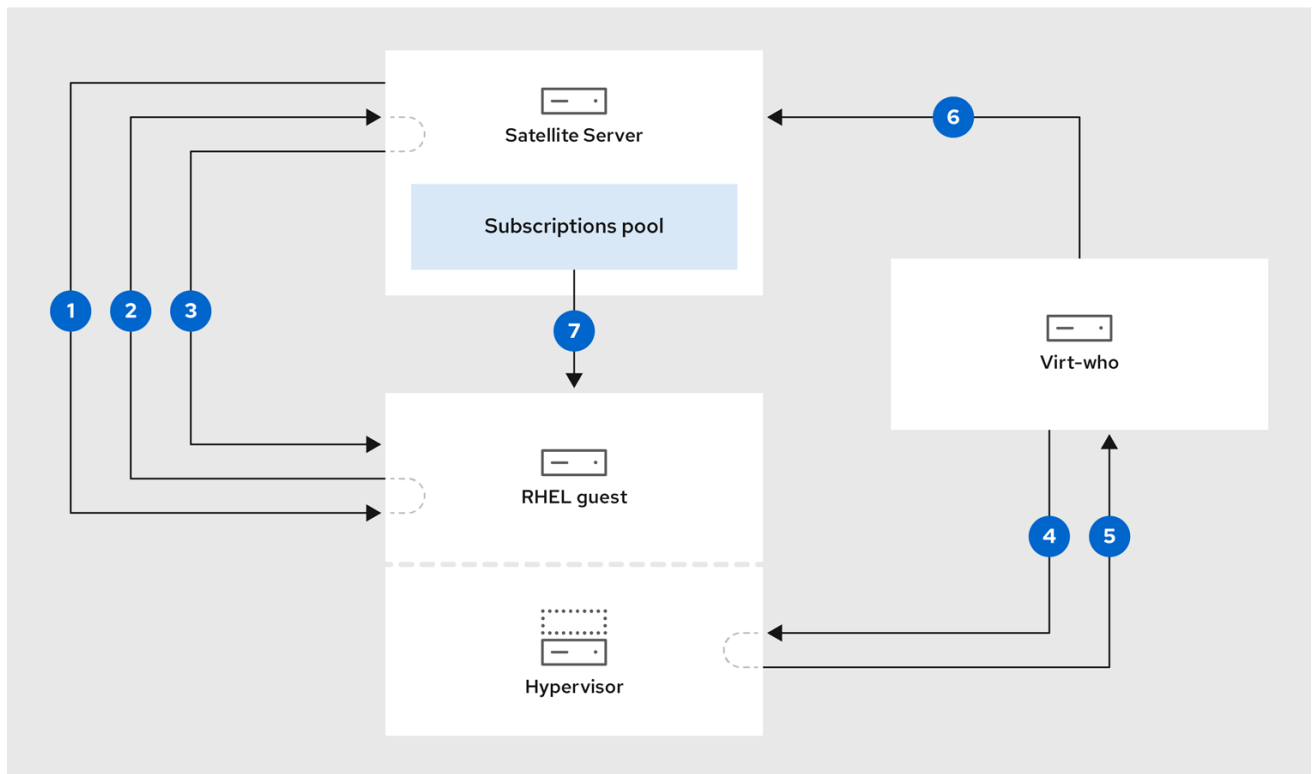 Satellite Server
6
Subscriptions pool
1
2
3
7
Virt-who
RHEL guest
4
5
Hypervisor